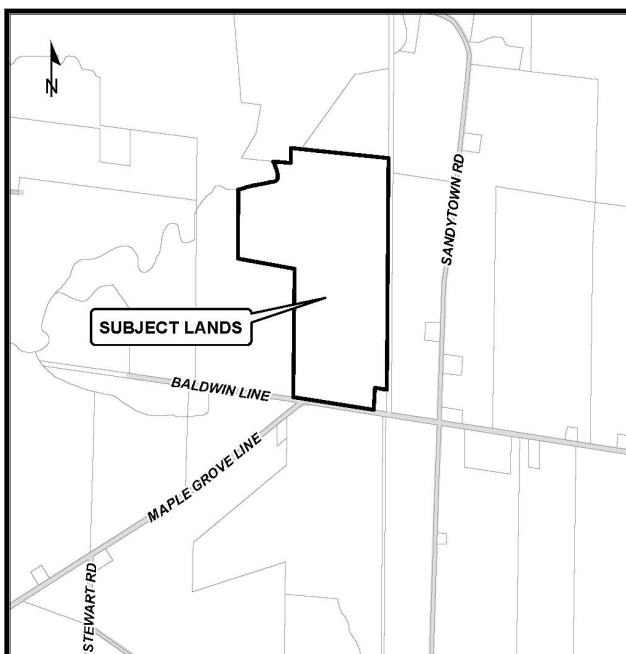 N
SANDYTOWN RD
SUBJECT LANDS
BALDWIN LINE
MAPLE GROVE LINE
STEWART RD